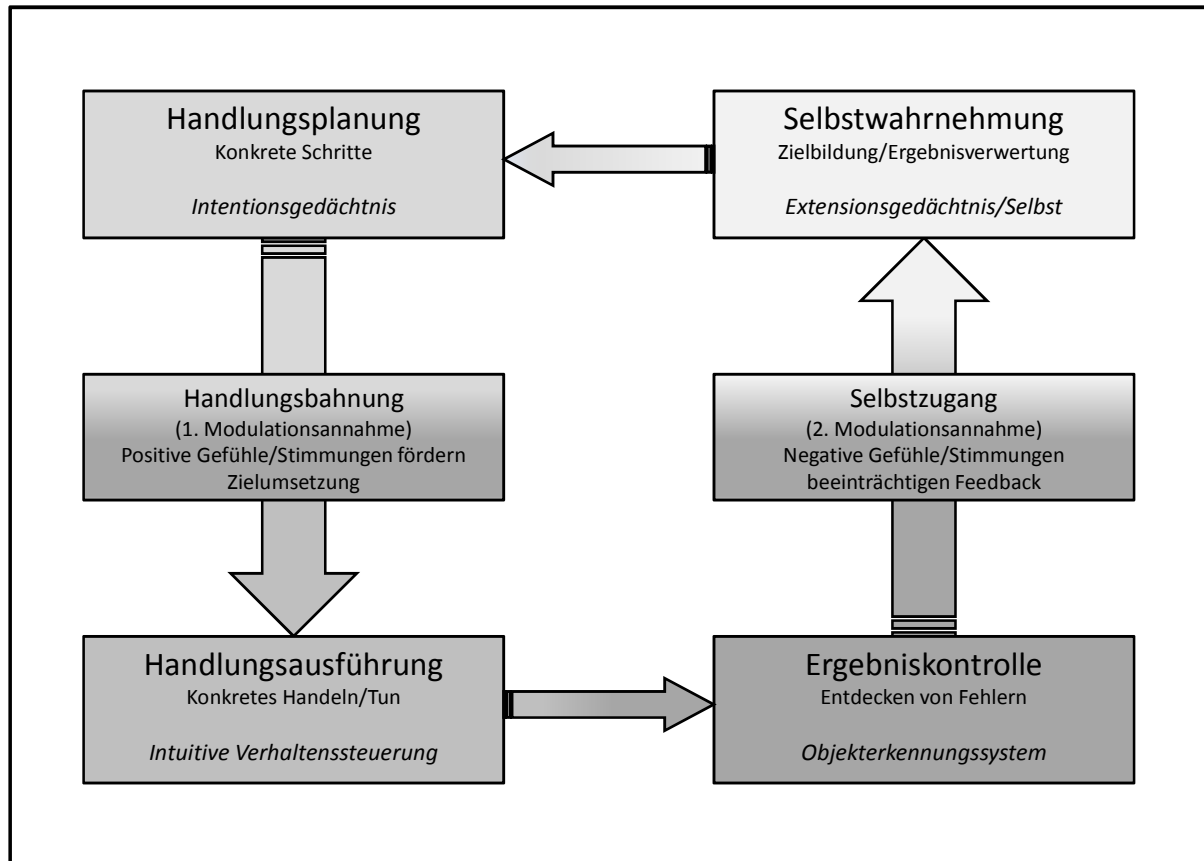 Handlungsplanung
Konkrete Schritte
Intentionsgedächtnis
Selbstwahrnehmung
Zielbildung/Ergebnisverwertung
Extensionsgedächtnis/Selbst
Handlungsbahnung
(1. Modulationsannahme)
Positive Gefühle/Stimmungen fördern
Zielumsetzung
Selbstzugang
(2. Modulationsannahme)
Negative Gefühle/Stimmungen
beeinträchtigen Feedback
Handlungsausführung
Konkretes Handeln/Tun
Intuitive Verhaltenssteuerung
Ergebniskontrolle
Entdecken von Fehlern
Objekterkennungssystem